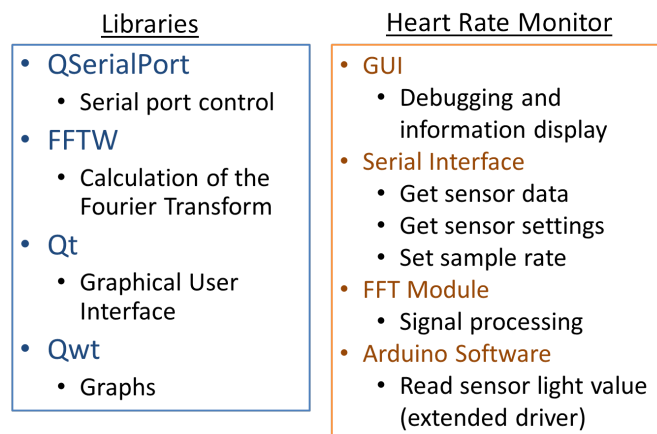 Libraries
• QSerialPort
• Serial port control
• FFTW
• Calculation of the
Fourier Transform
• Qt
• Graphical User
Interface
• Qwt
• Graphs
Heart Rate Monitor
• GUI
• Debugging and
information display
• Serial Interface
• Get sensor data
• Get sensor settings
• Set sample rate
• FFT Module
• Signal processing
• Arduino Software
• Read sensor light value
(extended driver)